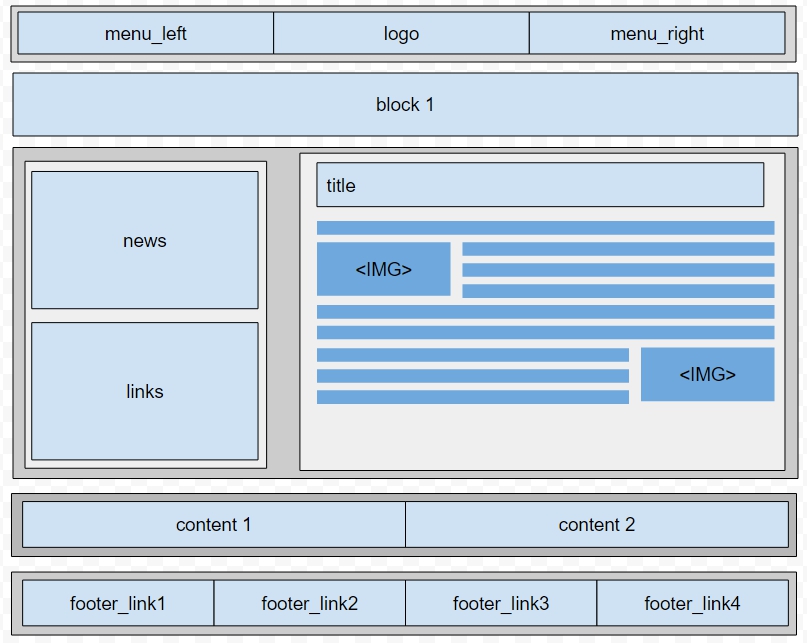 menu_left logo menu_right
block 1
news
links
title
<IMG>
<IMG>
content 1 content 2
footer_link1 footer_link2 footer_link3 footer_link4